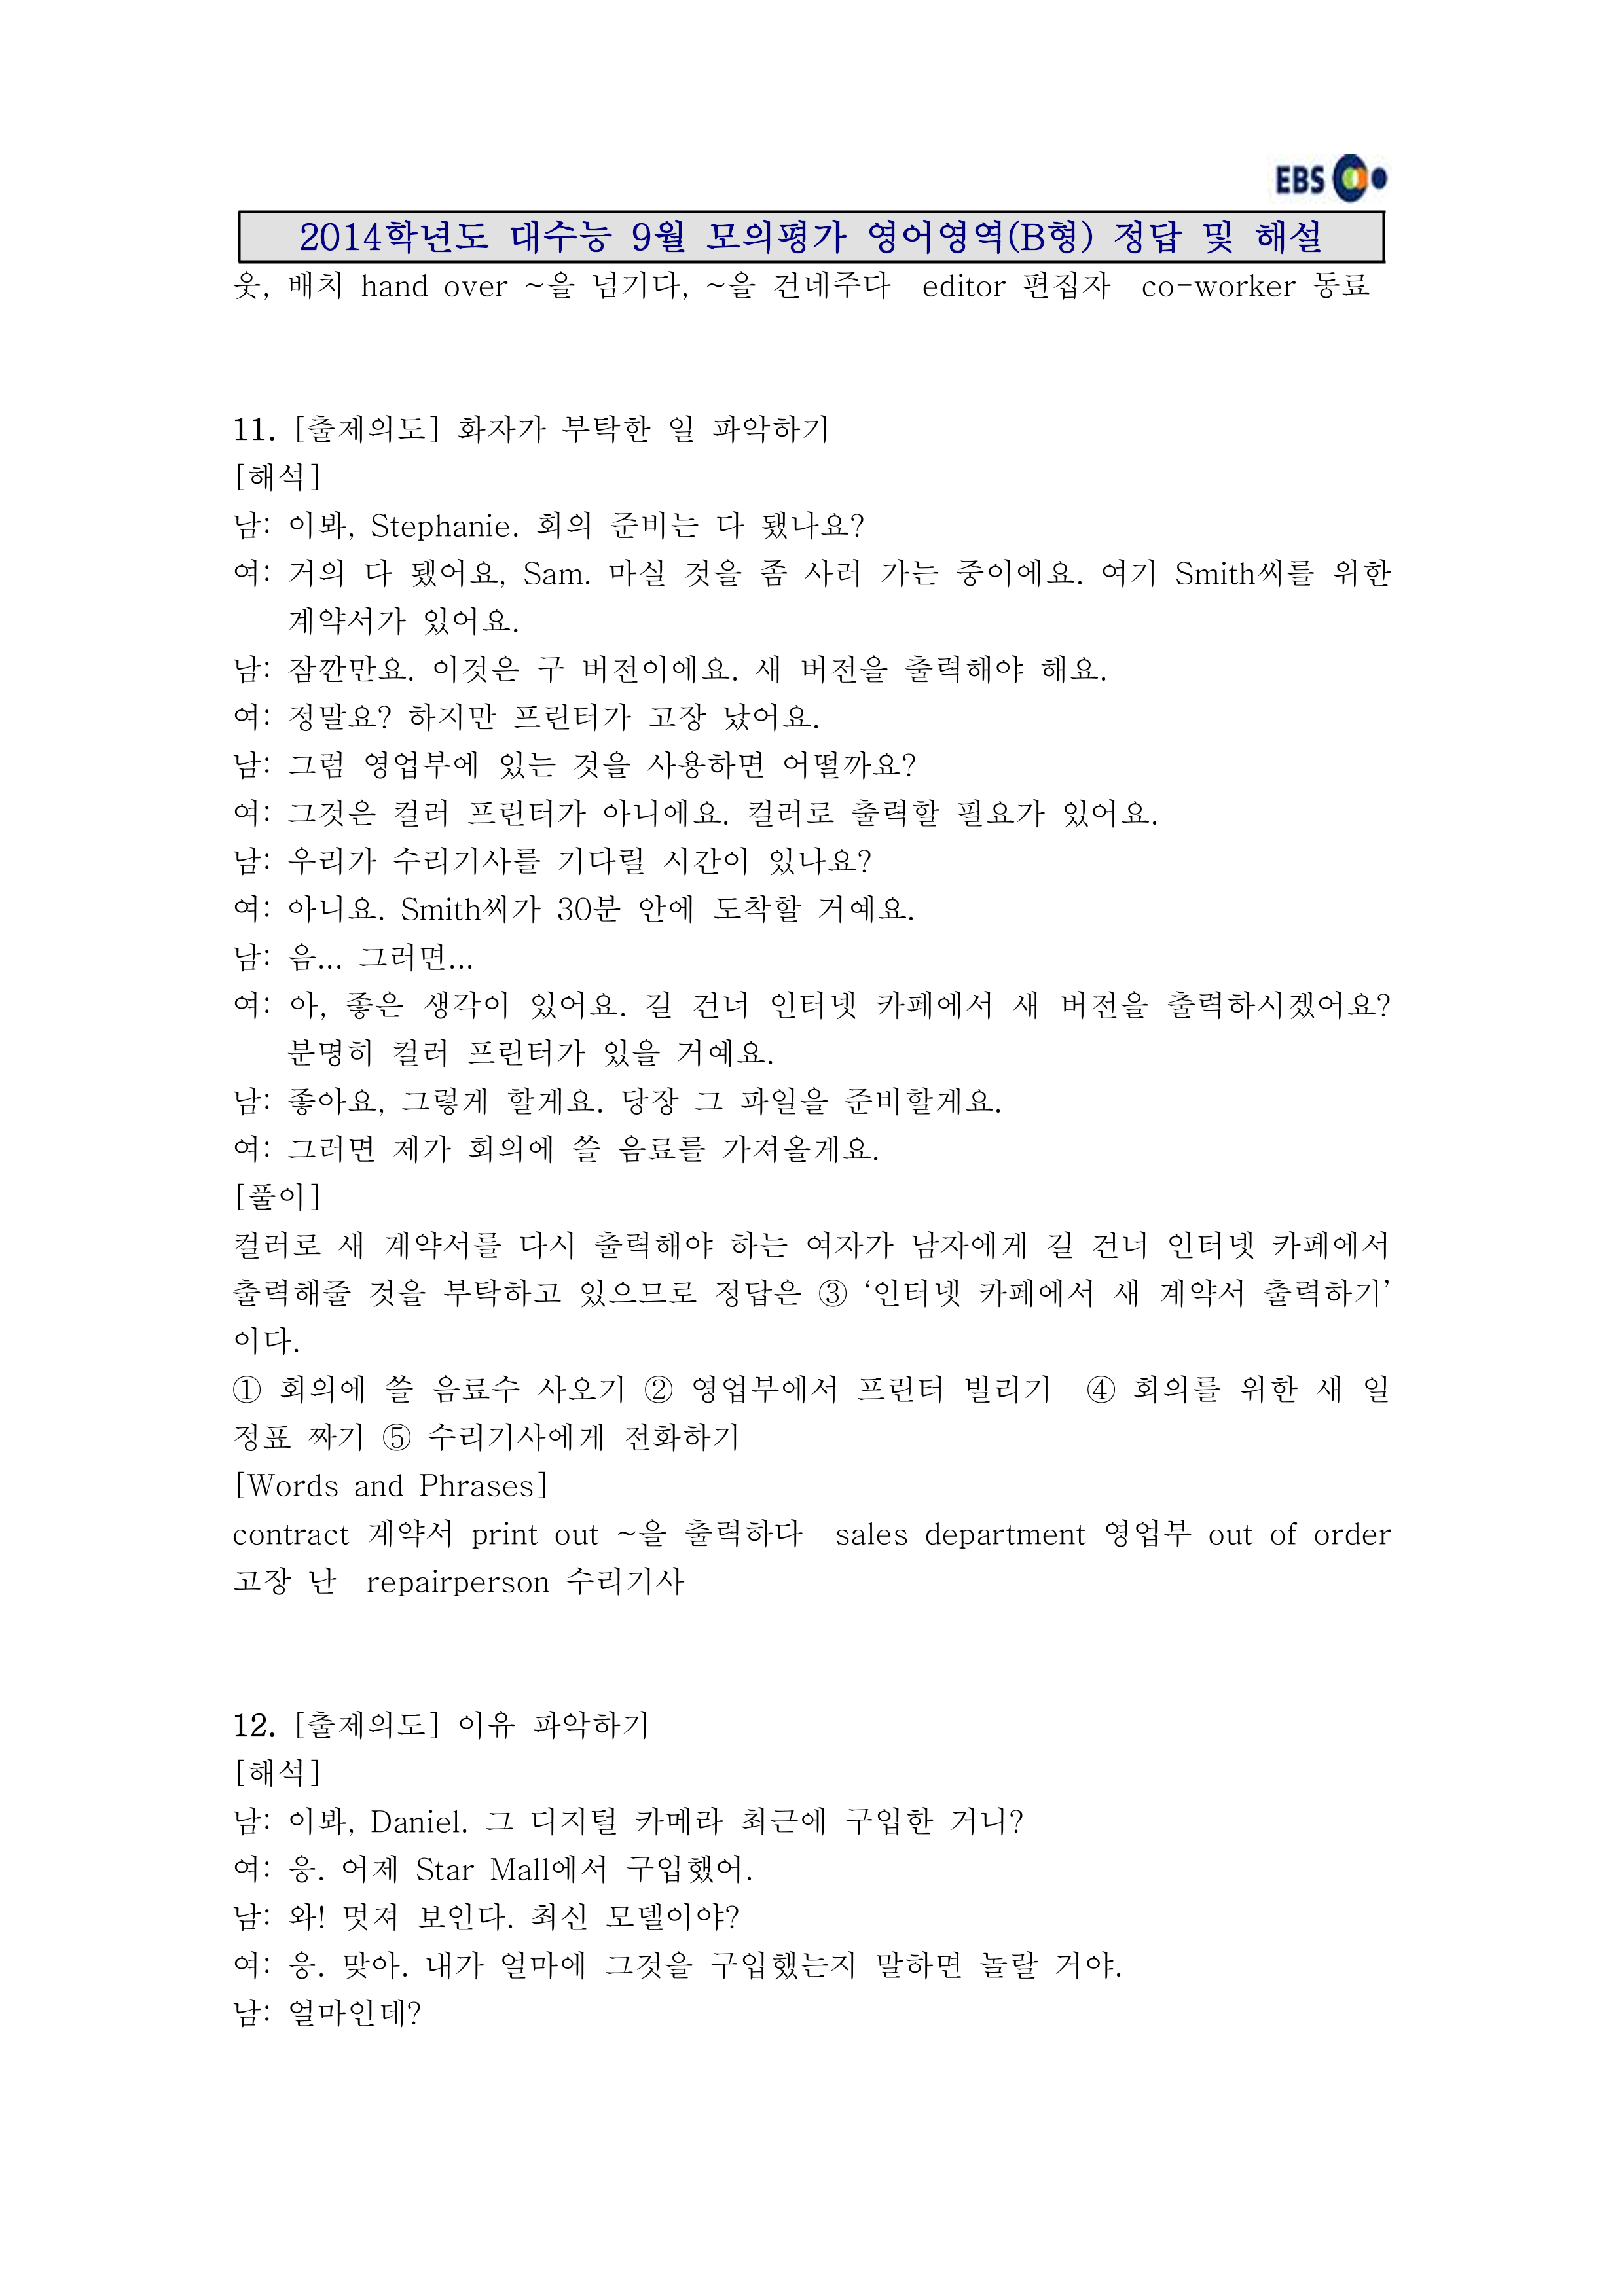 EBS
2014학년도 대수능 9월 모의평가 영어영역(B형) 정답 및 해설
웃, 배치 hand over ~을 넘기다, ~을 건네주다 editor 편집자 co-worker 동료
11. [출제의도] 화자가 부탁한 일 파악하기
[해석]
남: 이봐, Stephanie. 회의 준비는 다 됐나요?
여: 거의 다 됐어요, Sam. 마실 것을 좀 사러 가는 중이에요. 여기 Smith씨를 위한
계약서가 있어요.
남: 잠깐만요. 이것은 구 버전이에요. 새 버전을 출력해야 해요.
여: 정말요? 하지만 프린터가 고장 났어요.
남: 그럼 영업부에 있는 것을 사용하면 어떨까요?
여: 그것은 컬러 프린터가 아니에요. 컬러로 출력할 필요가 있어요.
남: 우리가 수리기사를 기다릴 시간이 있나요?
여: 아니요. Smith씨가 30분 안에 도착할 거예요.
남: 음... 그러면...
여: 아, 좋은 생각이 있어요. 길 건너 인터넷 카페에서 새 버전을 출력하시겠어요?
분명히 컬러 프린터가 있을 거예요.
남: 좋아요, 그렇게 할게요. 당장 그 파일을 준비할게요.
여: 그러면 제가 회의에 쓸 음료를 가져올게요.
[풀이]
컬러로 새 계약서를 다시 출력해야 하는 여자가 남자에게 길 건너 인터넷 카페에서
출력해줄 것을 부탁하고 있으므로 정답은 ③ ‘인터넷 카페에서 새 계약서 출력하기’
이다.
① 회의에 쓸 음료수 사오기 ② 영업부에서 프린터 빌리기 ④ 회의를 위한 새 일
정표 짜기 ⑤ 수리기사에게 전화하기
[Words and Phrases]
contract 계약서 print out ~을 출력하다 sales department 영업부 out of order
고장 난 repairperson 수리기사
12. [출제의도] 이유 파악하기
[해석]
남: 이봐, Daniel. 그 디지털 카메라 최근에 구입한 거니?
여: 응. 어제 Star Mall에서 구입했어.
남: 와! 멋져 보인다. 최신 모델이야?
여: 응. 맞아. 내가 얼마에 그것을 구입했는지 말하면 놀랄 거야.
남: 얼마인데?